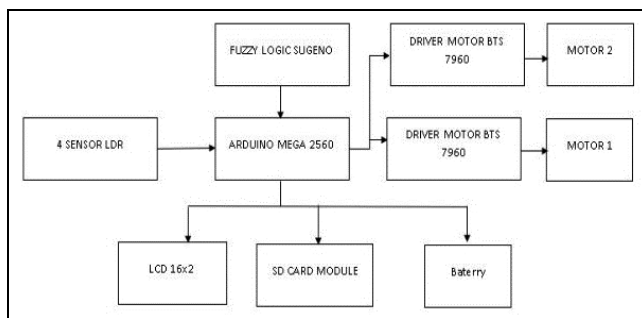 FUZZY LOGIC SUGENO
DRIVER MOTOR BTS
7960
MOTOR 2
4 SENSOR LDR
ARDUINO MEGA 2560
DRIVER MOTOR BTS
7960
MOTOR 1
LCD 16x2
SD CARD MODULE
Baterry